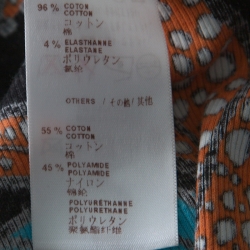 96 % COTON
COTTON
コットン
棉
4 % ELASTHANNE
ELASTANE
ポリウレタン
氨纶
OTHERS / その他 / 其他
55 % COTON
COTTON
コットン
棉
45 % POLYAMIDE
POLYAMIDE
ナイロン
锦纶
POLYURÉTHANNE
POLYURETHANE
ポリウレタン
聚氨酯纤维